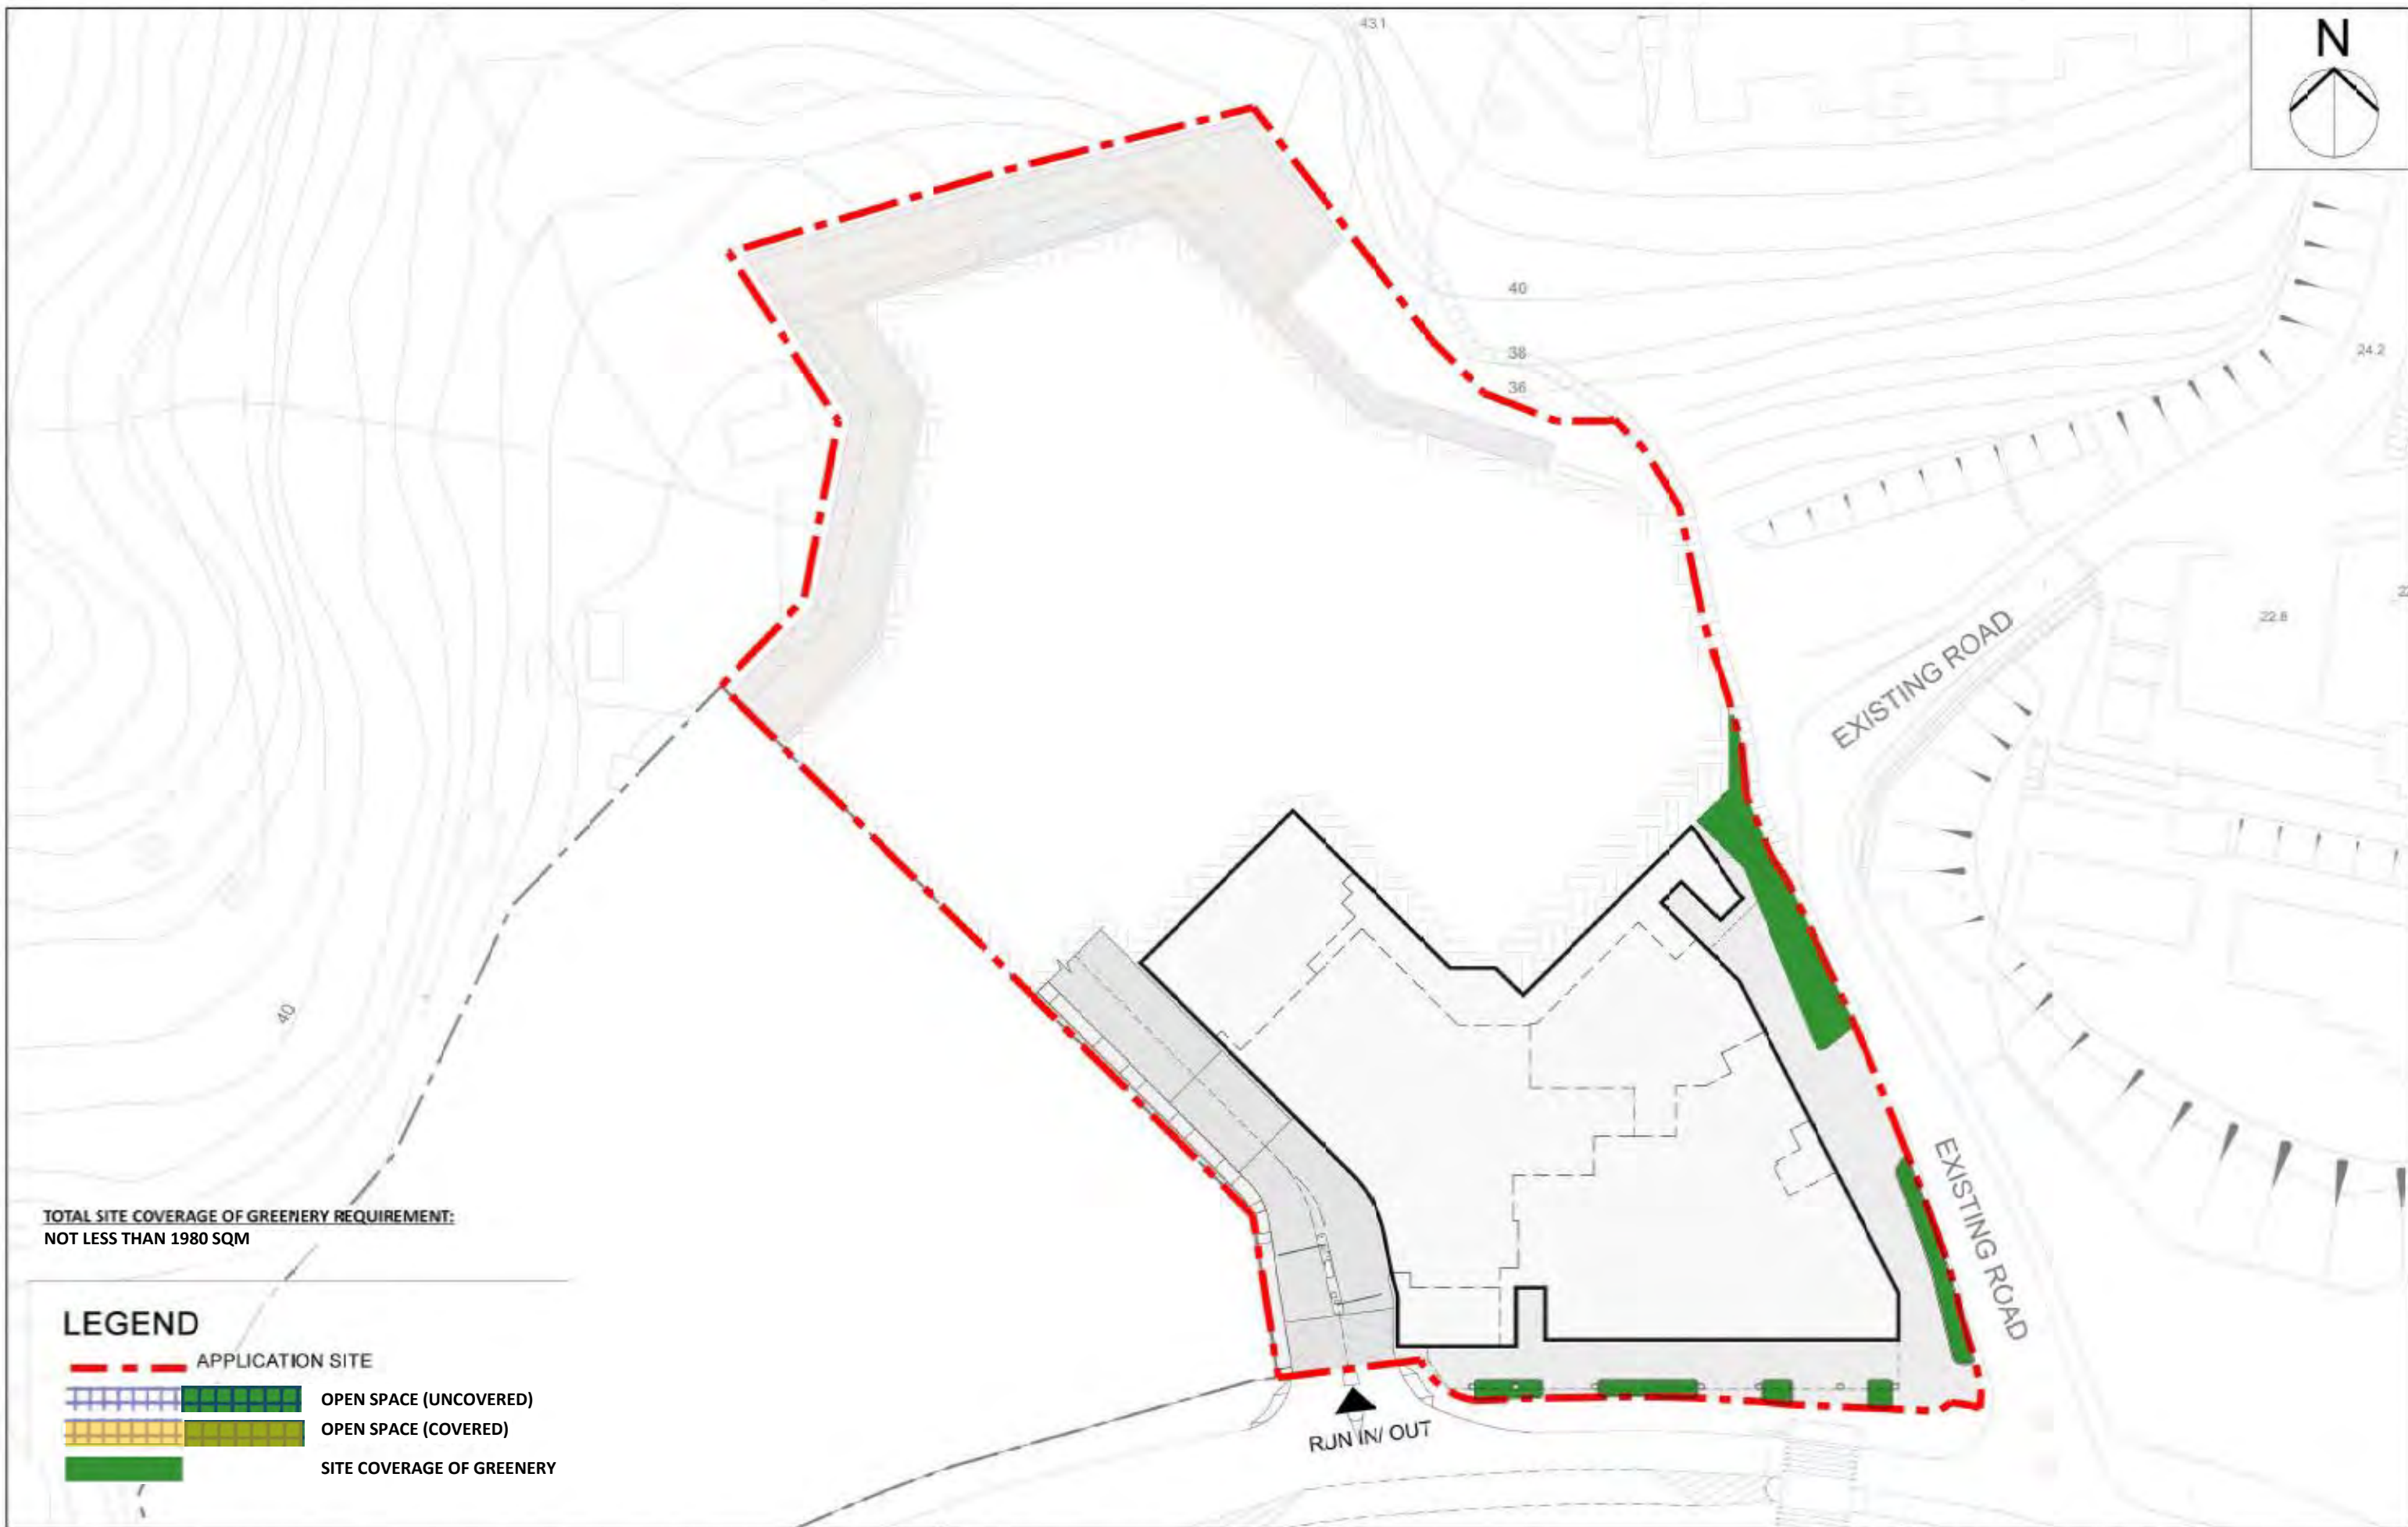 43.1
N
40
38
36
24.2
22.8
EXISTING ROAD
40
EXISTING ROAD
TOTAL SITE COVERAGE OF GREENERY REQUIREMENT:
NOT LESS THAN 1980 SQM
LEGEND
APPLICATION SITE
OPEN SPACE (UNCOVERED)
OPEN SPACE (COVERED)
SITE COVERAGE OF GREENERY
RUN IN/ OUT